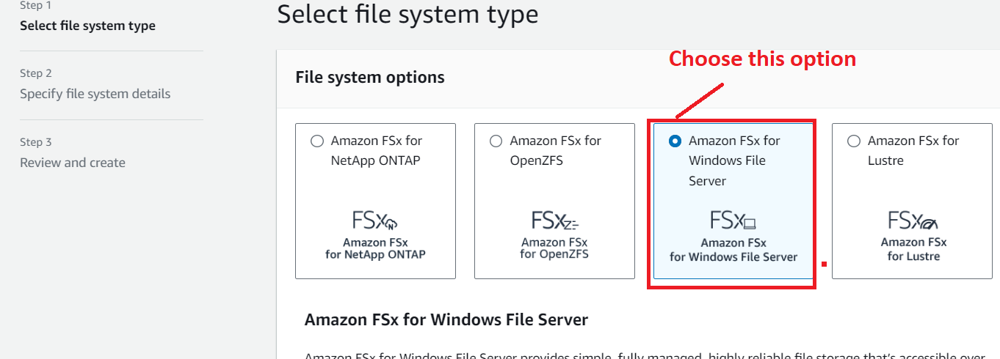 Step 1
Select file system type
Step 2
Specify file system details
Step 3
Review and create
Select file system type
Choose this option
File system options
Amazon FSx for
NetApp ONTAP
FSx
N
Amazon FSx
for NetApp ONTAP
Amazon FSx for
OpenZFS
FSx
Z
Amazon FSx
for OpenZFS
Amazon FSx for
Windows File
Server
FSx
Amazon FSx
for Windows File Server
Amazon FSx for
Lustre
FSx
Amazon FSx
for Lustre
Amazon FSx for Windows File Server
Amazon FSx for Windows File Server provides simple, fully managed, highly reliable file storage that's accessible over